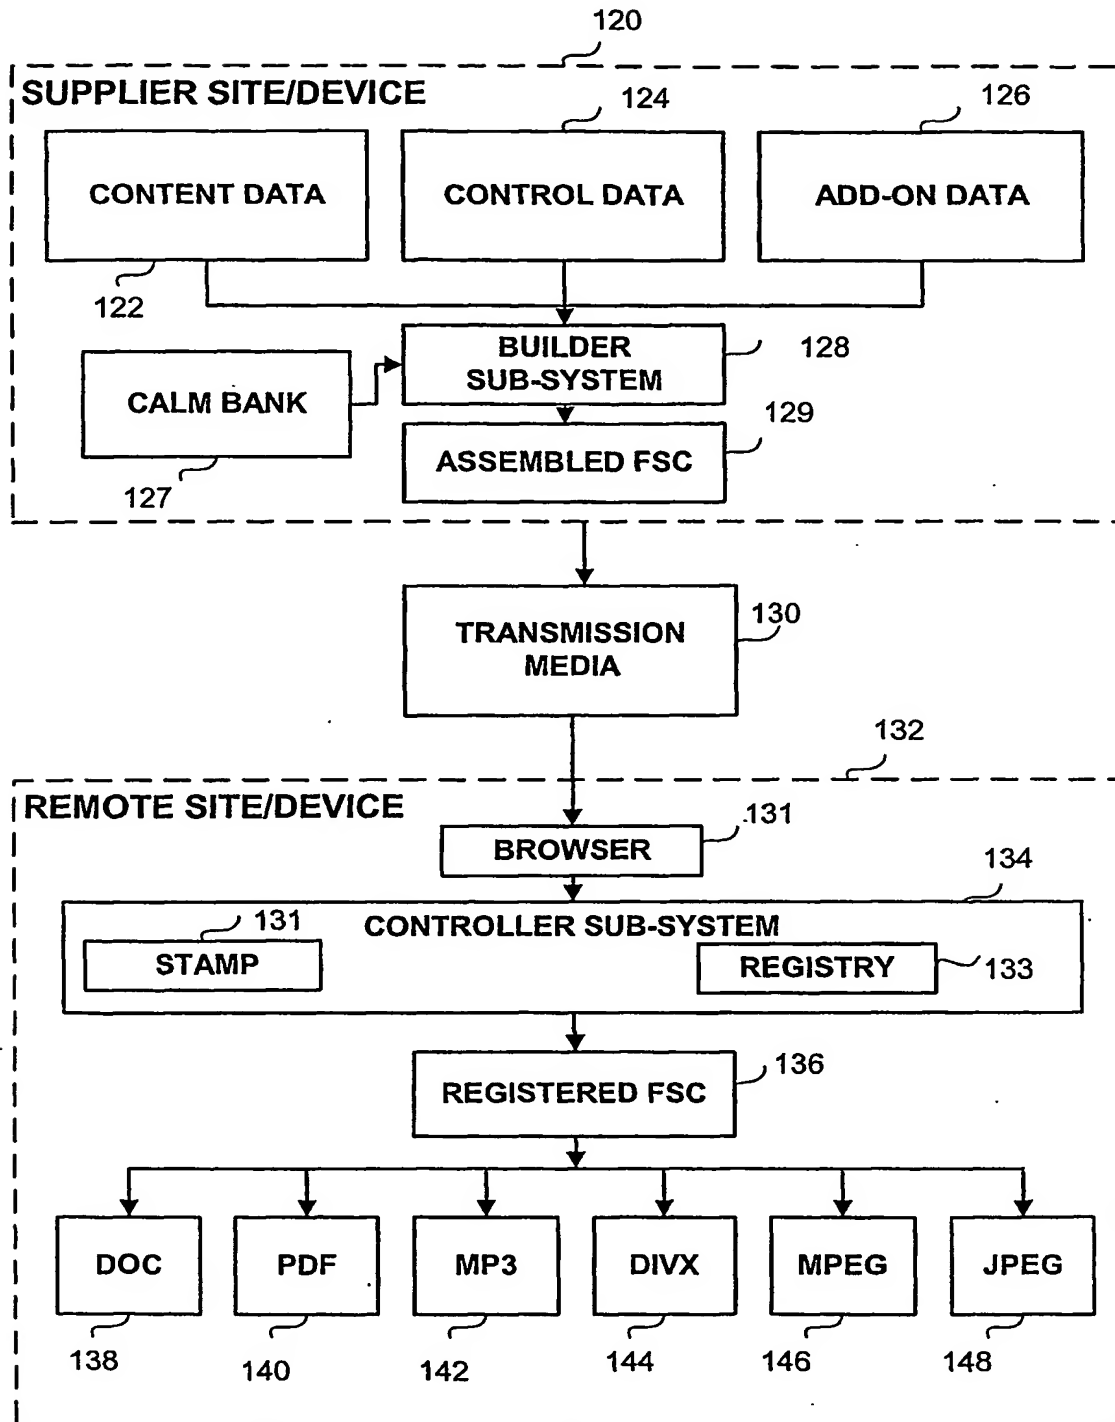 120
SUPPLIER SITE/DEVICE
124
126
CONTENT DATA
CONTROL DATA
ADD-ON DATA
122
BUILDER
SUB-SYSTEM
128
CALM BANK
129
ASSEMBLED FSC
127
TRANSMISSION
MEDIA
130
132
REMOTE SITE/DEVICE
BROWSER
131
134
CONTROLLER SUB-SYSTEM
131
STAMP
REGISTRY
133
REGISTERED FSC
136
DOC
PDF
MP3
DIVX
MPEG
JPEG
138
140
142
144
146
148